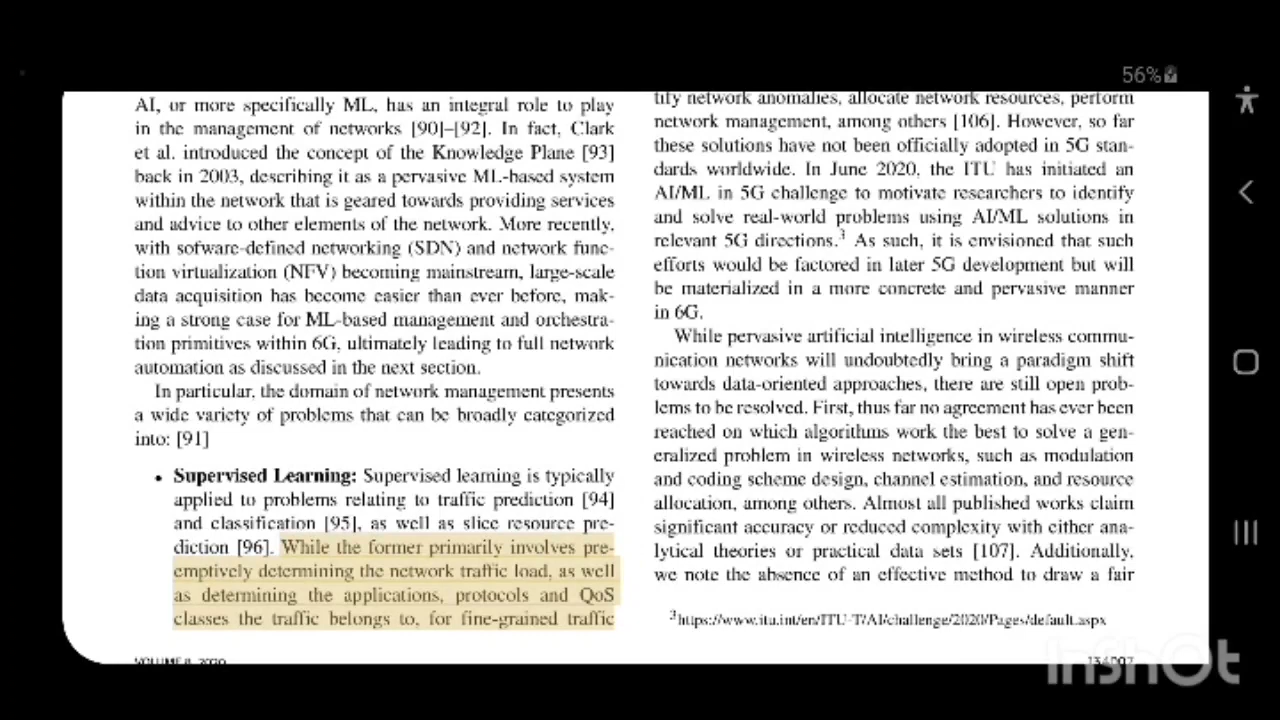 56%
AI, or more specifically ML, has an integral role to play
in the management of networks [90]–[92]. In fact, Clark
et al. introduced the concept of the Knowledge Plane [93]
back in 2003, describing it as a pervasive ML-based system
within the network that is geared towards providing services
and advice to other elements of the network. More recently,
with sofware-defined networking (SDN) and network func-
tion virtualization (NFV) becoming mainstream, large-scale
data acquisition has become easier than ever before, mak-
ing a strong case for ML-based management and orchestra-
tion primitives within 6G, ultimately leading to full network
automation as discussed in the next section.
In particular, the domain of network management presents
a wide variety of problems that can be broadly categorized
into: [91]
• Supervised Learning: Supervised learning is typically
applied to problems relating to traffic prediction [94]
and classification [95], as well as slice resource pre-
diction [96]. While the former primarily involves pre-
emptively determining the network traffic load, as well
as determining the applications, protocols and QoS
classes the traffic belongs to, for fine-grained traffic
VOLUME 8, 2020
tify network anomalies, allocate network resources, perform
network management, among others [106]. However, so far
these solutions have not been officially adopted in 5G stan-
dards worldwide. In June 2020, the ITU has initiated an
AI/ML in 5G challenge to motivate researchers to identify
and solve real-world problems using AI/ML solutions in
relevant 5G directions.³ As such, it is envisioned that such
efforts would be factored in later 5G development but will
be materialized in a more concrete and pervasive manner
in 6G.
While pervasive artificial intelligence in wireless commu-
nication networks will undoubtedly bring a paradigm shift
towards data-oriented approaches, there are still open prob-
lems to be resolved. First, thus far no agreement has ever been
reached on which algorithms work the best to solve a gen-
eralized problem in wireless networks, such as modulation
and coding scheme design, channel estimation, and resource
allocation, among others. Almost all published works claim
significant accuracy or reduced complexity with either ana-
lytical theories or practical data sets [107]. Additionally,
we note the absence of an effective method to draw a fair
³https://www.itu.int/en/ITU-T/AI/challenge/2020/Pages/default.aspx
InShOt